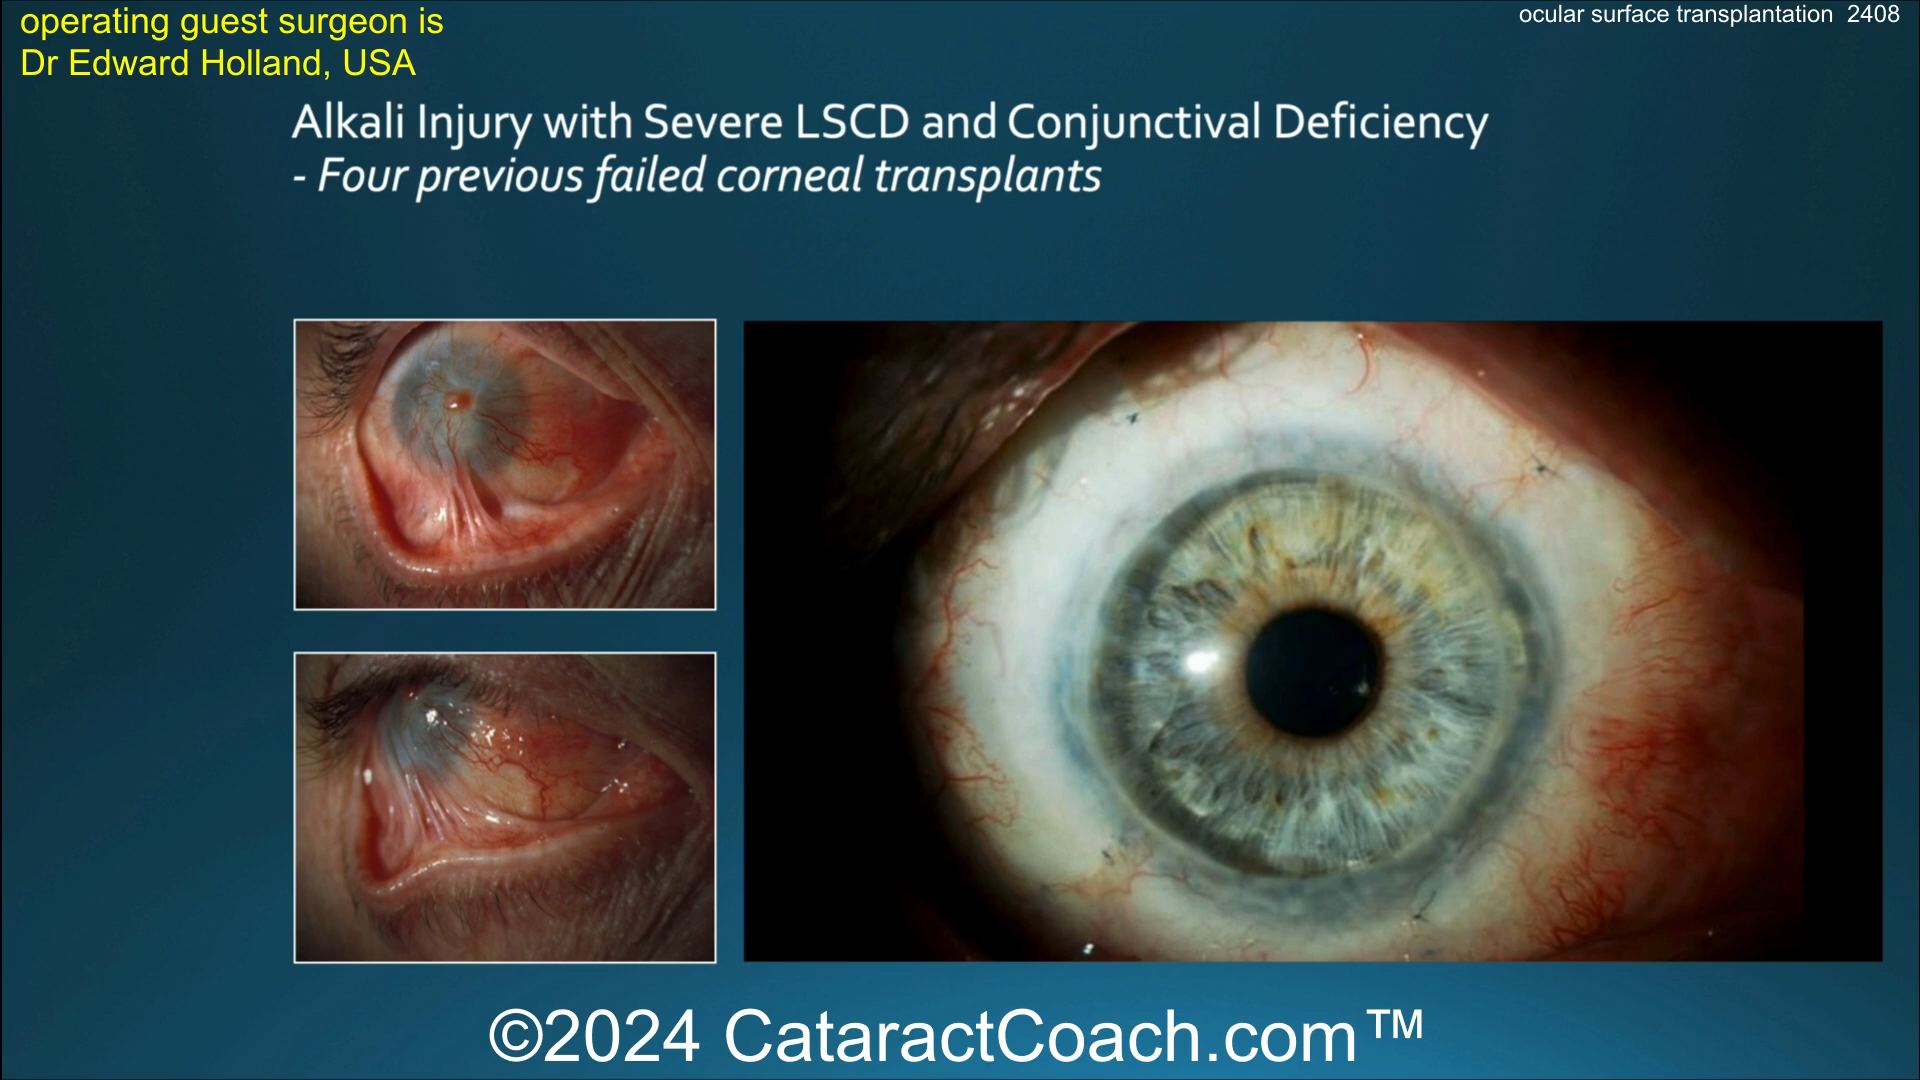 operating guest surgeon is
Dr Edward Holland, USA
ocular surface transplantation 2408
Alkali Injury with Severe LSCD and Conjunctival Deficiency
- Four previous failed corneal transplants
©2024 CataractCoach.com™